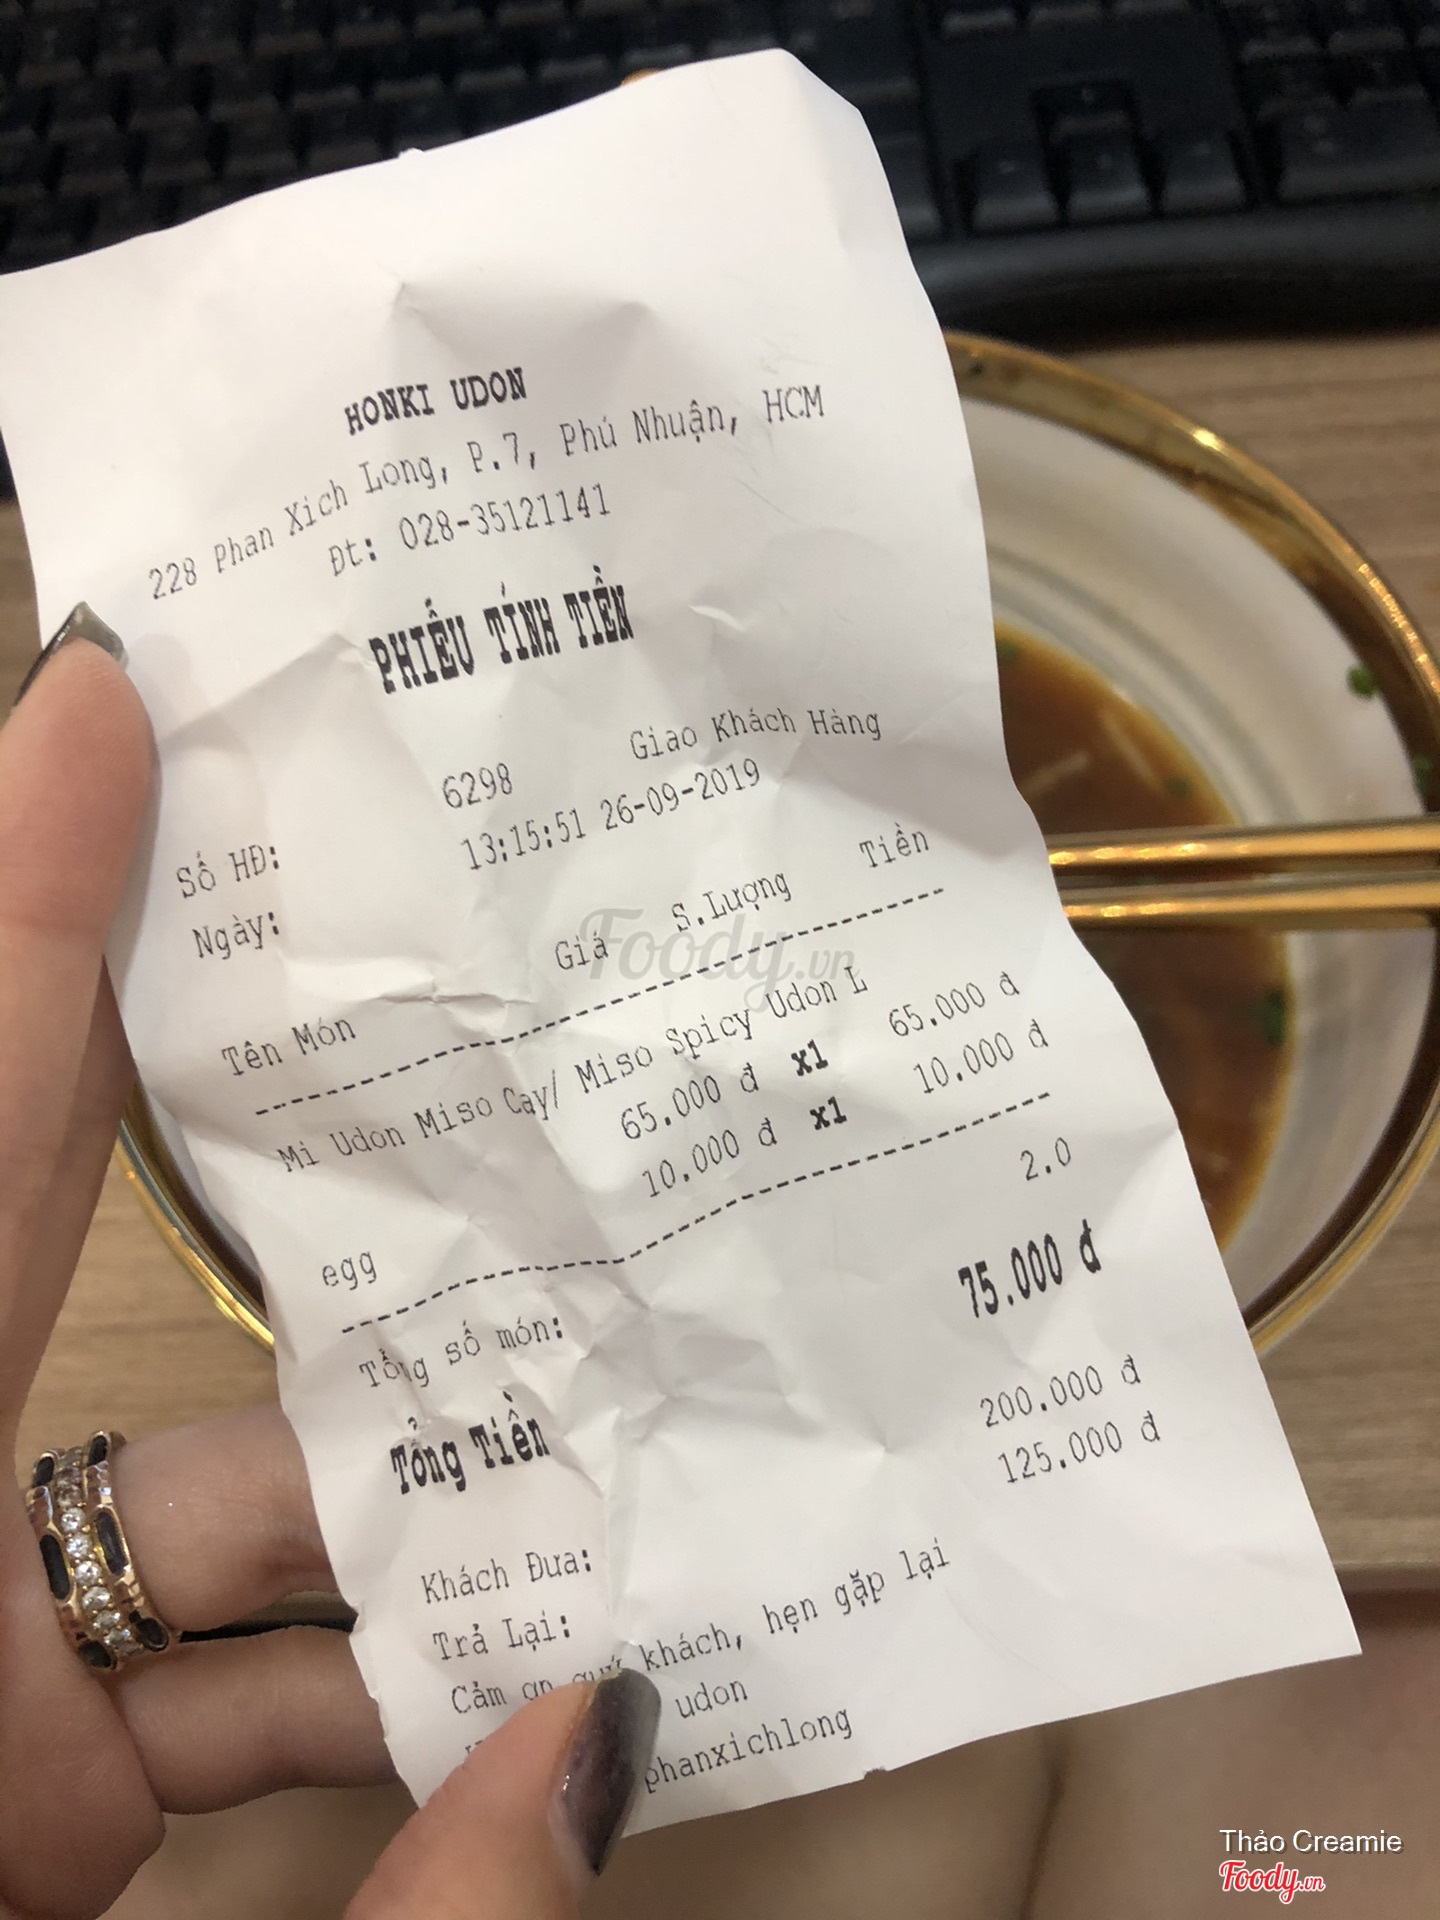 HONKI UDON
228 Phan Xich Long, P.7, Phú Nhuận, HCM
Đt: 028-35121141
PHIẾU TÍNH TIỀN
Số HĐ: 6298 Giao Khách Hàng
Ngày: 13:15:51 26-09-2019
Tên Món Giá S.Lượng Tiền
Mì Udon Miso Cay/ Miso Spicy Udon L
65.000 đ x1 65.000 đ
egg 10.000 đ x1 10.000 đ
Tổng số món: 2.0
Tổng Tiền 75.000 đ
Khách Đưa: 200.000 đ
Trả Lại: 125.000 đ
Cảm ơn quý khách, hẹn gặp lại
udon
phanxichlong
Foody.vn
Thảo Creamie
Foody.vn